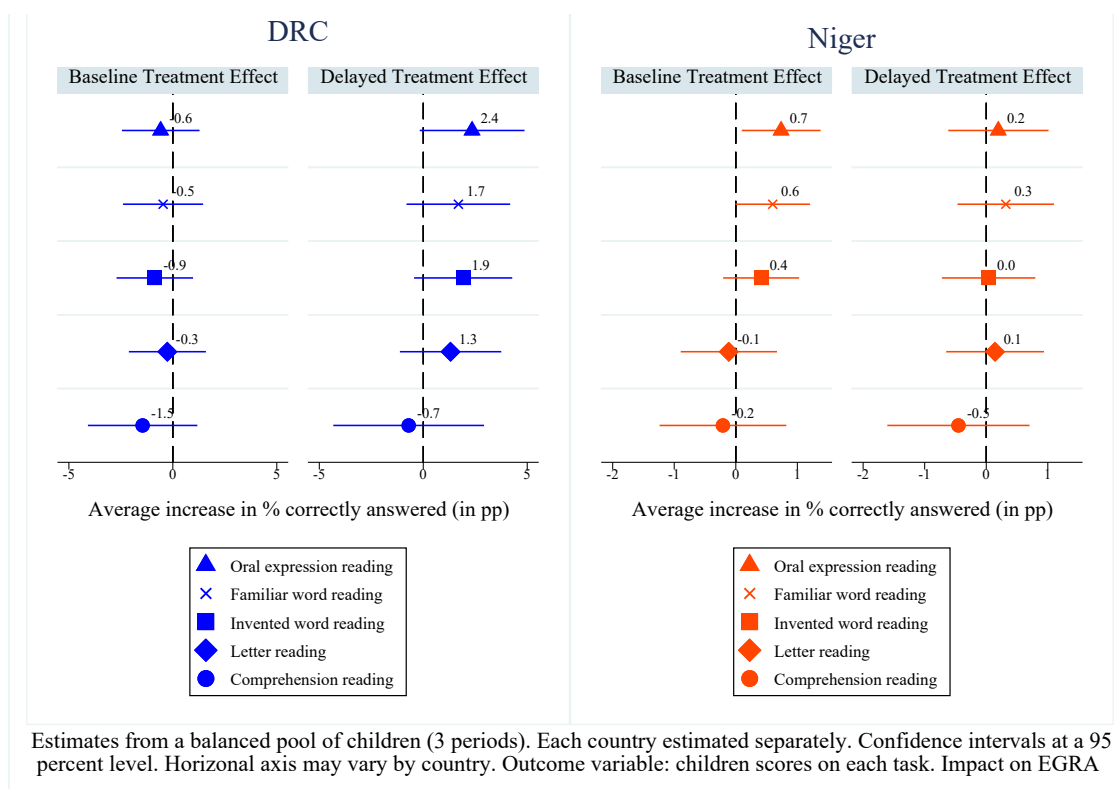 DRC
Baseline Treatment Effect
Delayed Treatment Effect
-0.6
2.4
-0.5
1.7
-0.9
1.9
-0.3
1.3
-1.5
-0.7
-5 0 5
-5 0 5
Average increase in % correctly answered (in pp)
Oral expression reading
Familiar word reading
Invented word reading
Letter reading
Comprehension reading
Niger
Baseline Treatment Effect
Delayed Treatment Effect
0.7
0.2
0.6
0.3
0.4
0.0
-0.1
0.1
-0.2
-0.5
-2 -1 0 1
-2 -1 0 1
Average increase in % correctly answered (in pp)
Oral expression reading
Familiar word reading
Invented word reading
Letter reading
Comprehension reading
Estimates from a balanced pool of children (3 periods). Each country estimated separately. Confidence intervals at a 95
percent level. Horizonal axis may vary by country. Outcome variable: children scores on each task. Impact on EGRA